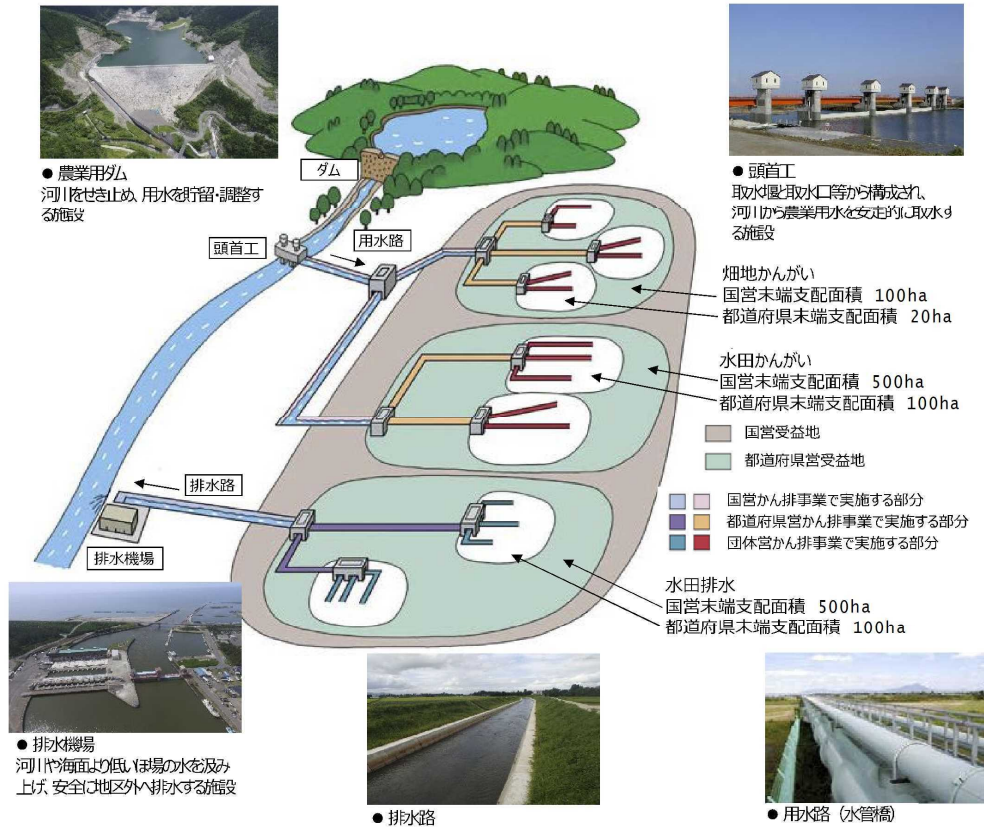 ● 農業用ダム
河川をせき止め、用水を貯留・調整す
る施設
● 頭首工
取水堰と取水口等から構成され、
河川から農業用水を安定的に取水す
る施設
ダム
頭首工
用水路
畑地かんがい
国営末端支配面積 100ha
都道府県末端支配面積 20ha
水田かんがい
国営末端支配面積 500ha
都道府県末端支配面積 100ha
国営受益地
都道府県営受益地
国営かん排事業で実施する部分
都道府県営かん排事業で実施する部分
団体営かん排事業で実施する部分
排水路
排水機場
水田排水
国営末端支配面積 500ha
都道府県末端支配面積 100ha
● 排水機場
河川や海面より低いほ場の水を汲み
上げ、安全に地区外へ排水する施設
● 排水路
● 用水路（水管橋）